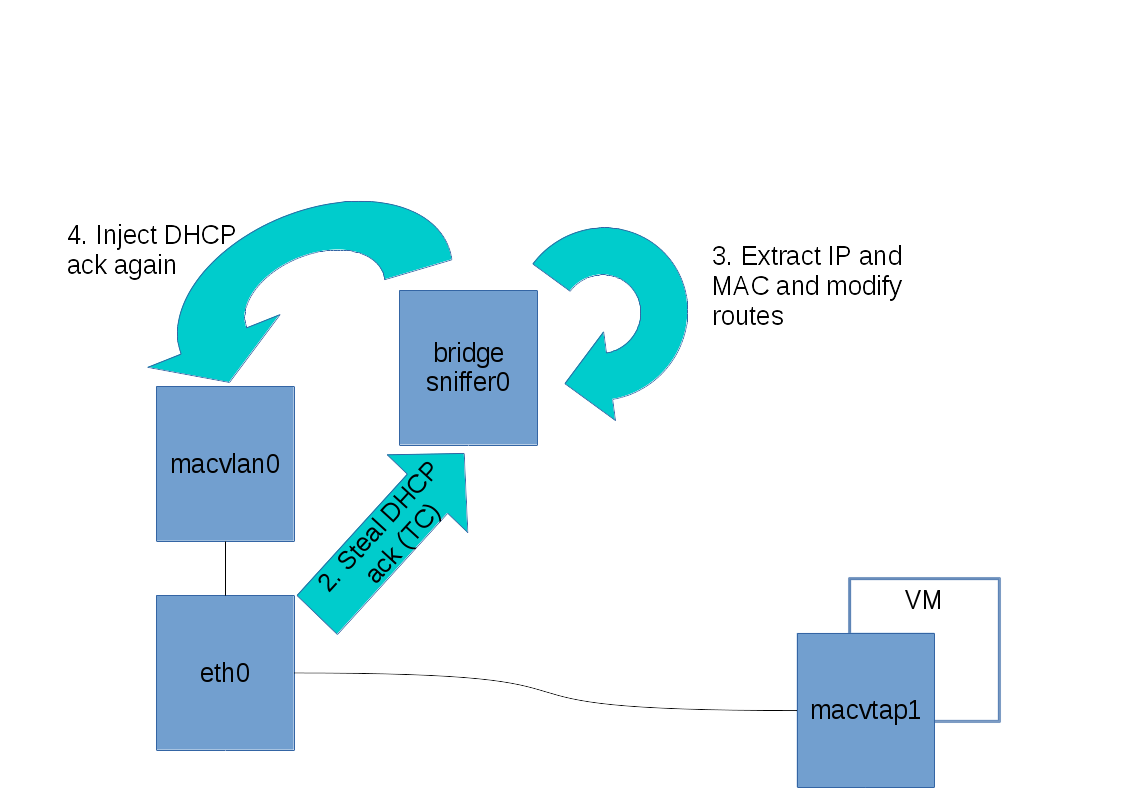 4. Inject DHCP
ack again
3. Extract IP and
MAC and modify
routes
bridge
sniffer0
macvlan0
2. Steal DHCP
ack (TC)
VM
eth0
macvtap1